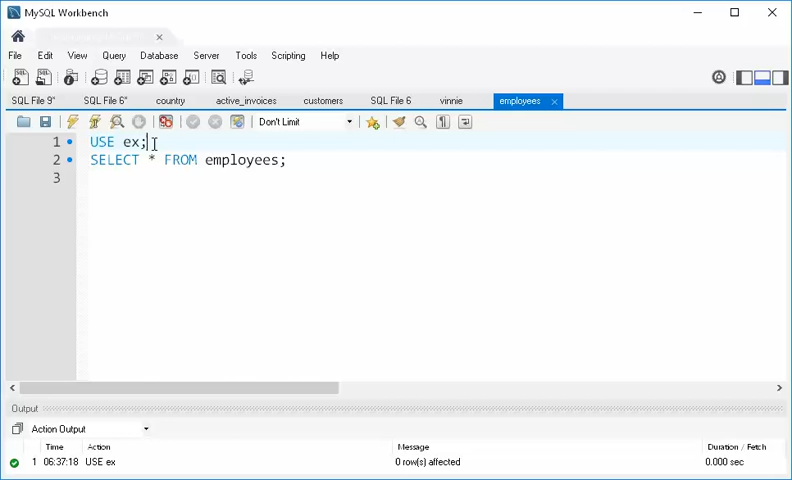 MySQL Workbench
File Edit View Query Database Server Tools Scripting Help
SQL File 9* SQL File 6* country active_invoices customers SQL File 6 vinnie employees
Don't Limit
1 USE ex;
2 SELECT * FROM employees;
3
Output
Action Output
Time Action Message Duration / Fetch
1 06:37:18 USE ex 0 row(s) affected 0.000 sec